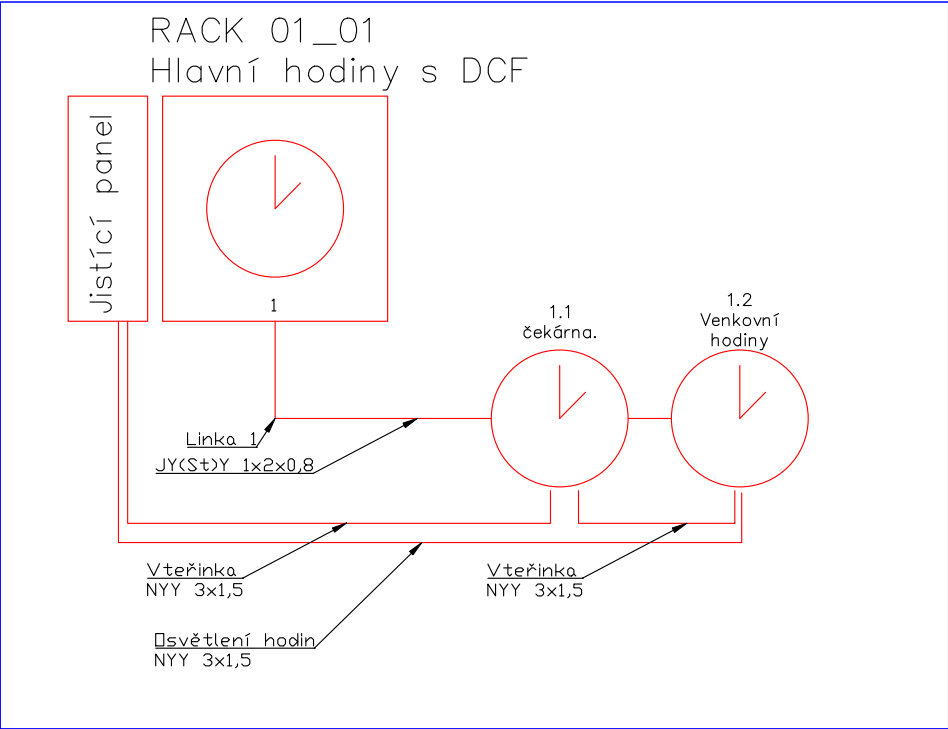 RACK 01_01
Hlavní hodiny s DCF
Jistící panel
1
1.1
čekárna.
1.2
Venkovní
hodiny
Linka 1
JY(St)Y 1x2x0,8
Vteřinka
NYY 3x1,5
Vteřinka
NYY 3x1,5
Osvětlení hodin
NYY 3x1,5